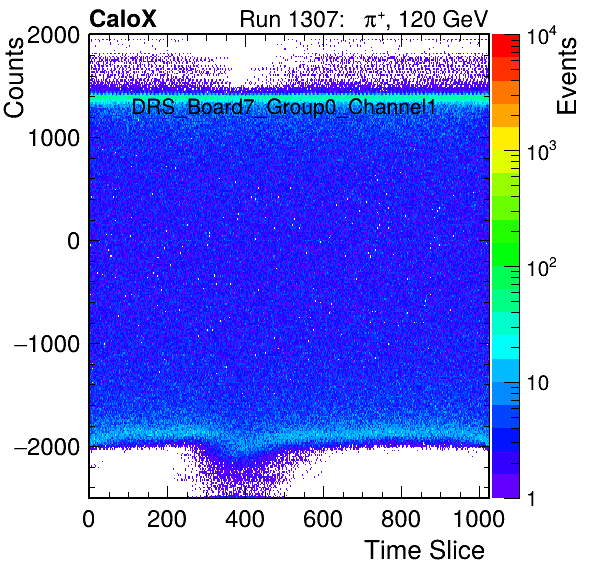 CaloX Run 1307: π⁺, 120 GeV
Counts
2000
1000
0
−1000
−2000
DRS_Board7_Group0_Channel1
0 200 400 600 800 1000
Time Slice
Events
10⁴
10³
10²
10
1